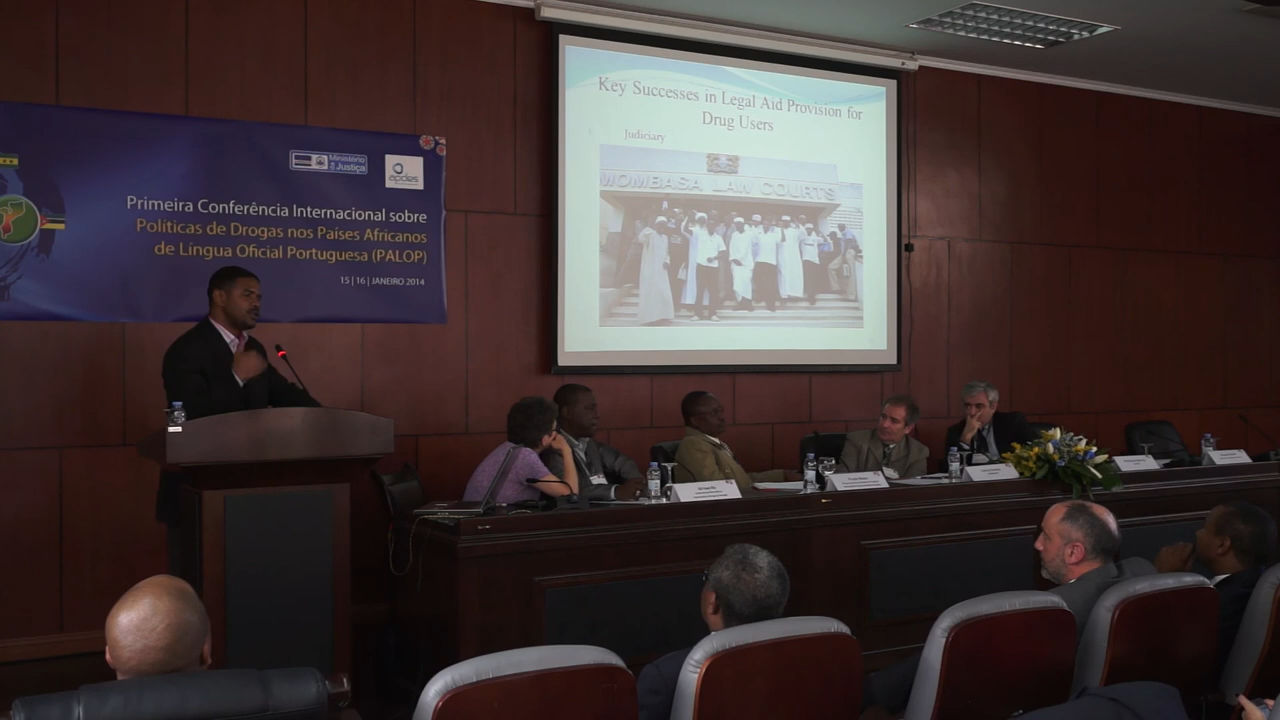 Ministério
da Justiça
apdes
Primeira Conferência Internacional sobre
Políticas de Drogas nos Países Africanos
de Língua Oficial Portuguesa (PALOP)
15 | 16 | JANEIRO 2014
Key Successes in Legal Aid Provision for
Drug Users
Judiciary
MOMBASA LAW COURTS